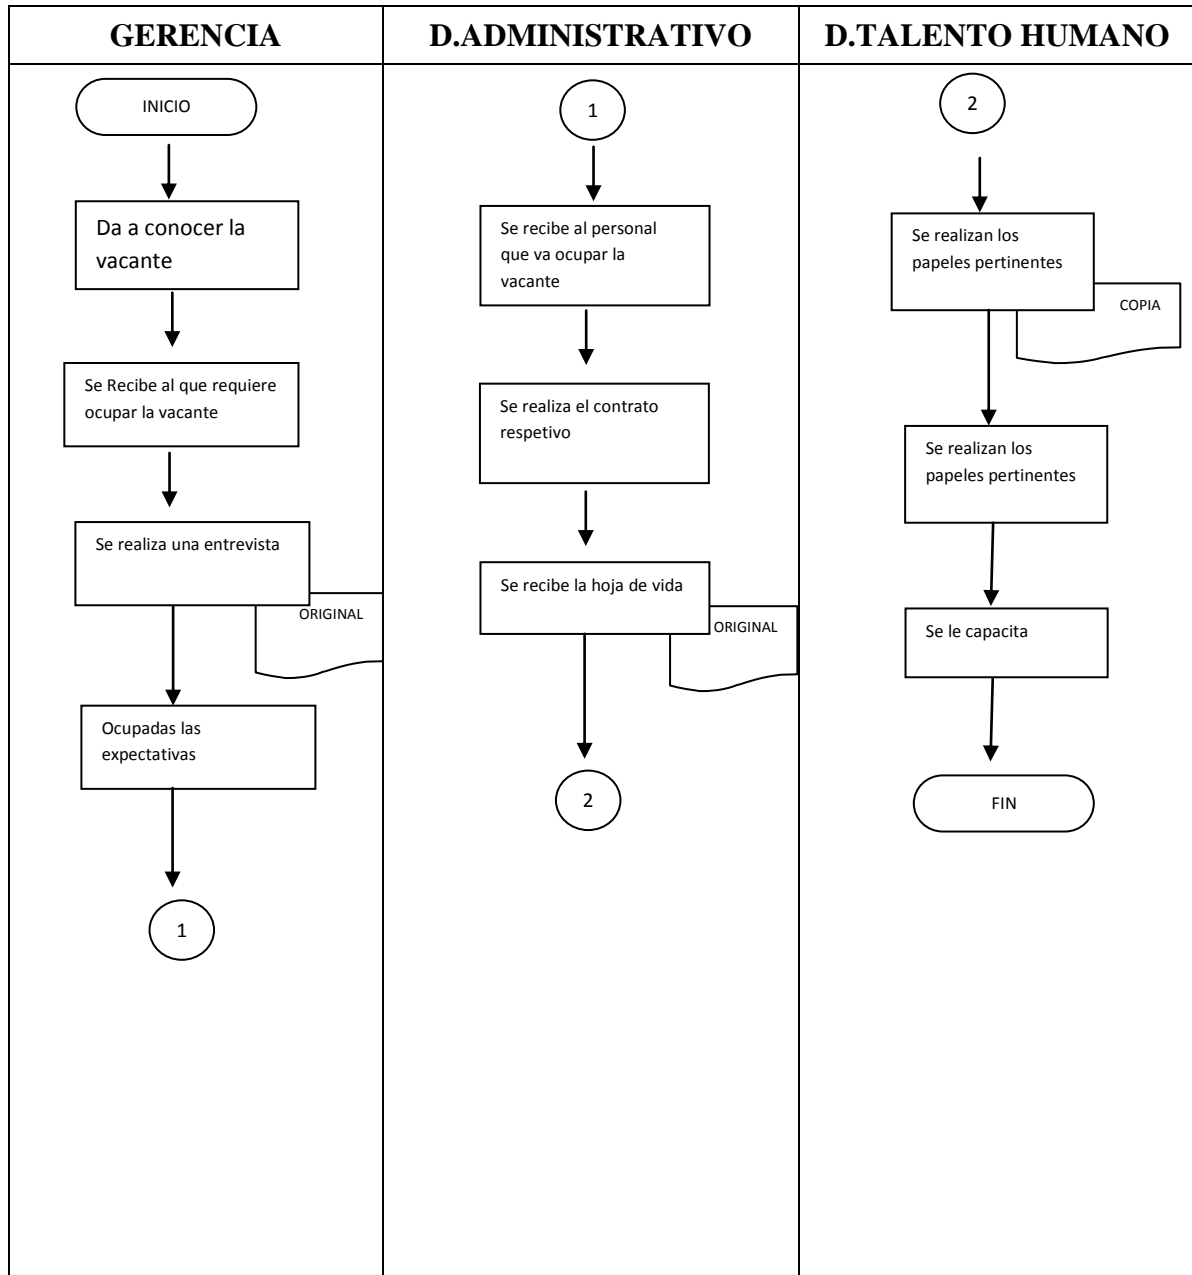 GERENCIA
D.ADMINISTRATIVO
D.TALENTO HUMANO
INICIO
Da a conocer la
vacante
Se Recibe al que requiere
ocupar la vacante
Se realiza una entrevista
ORIGINAL
Ocupadas las
expectativas
1
1
Se recibe al personal
que va ocupar la
vacante
Se realiza el contrato
respetivo
Se recibe la hoja de vida
ORIGINAL
2
2
Se realizan los
papeles pertinentes
COPIA
Se realizan los
papeles pertinentes
Se le capacita
FIN